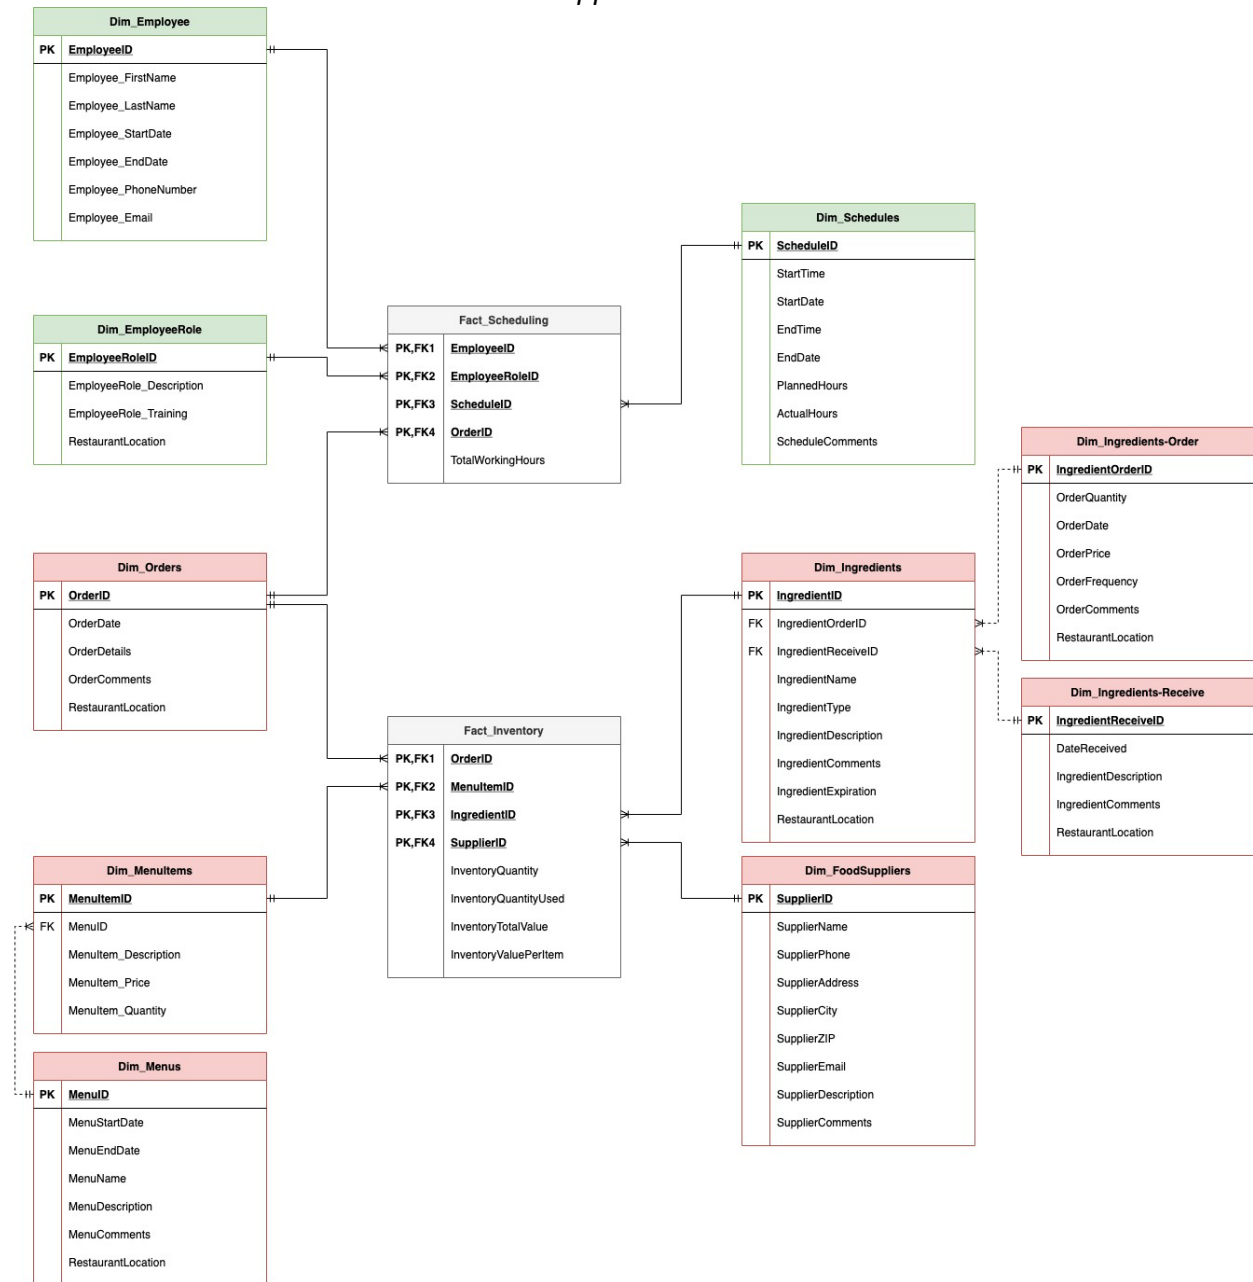 Dim_Employee
PK EmployeeID
Employee_FirstName
Employee_LastName
Employee_StartDate
Employee_EndDate
Employee_PhoneNumber
Employee_Email
Dim_EmployeeRole
PK EmployeeRoleID
EmployeeRole_Description
EmployeeRole_Training
RestaurantLocation
Fact_Scheduling
PK,FK1 EmployeeID
PK,FK2 EmployeeRoleID
PK,FK3 ScheduleID
PK,FK4 OrderID
TotalWorkingHours
Dim_Schedules
PK ScheduleID
StartTime
StartDate
EndTime
EndDate
PlannedHours
ActualHours
ScheduleComments
Dim_Ingredients-Order
PK IngredientOrderID
OrderQuantity
OrderDate
OrderPrice
OrderFrequency
OrderComments
RestaurantLocation
Dim_Orders
PK OrderID
OrderDate
OrderDetails
OrderComments
RestaurantLocation
Dim_Ingredients
PK IngredientID
FK IngredientOrderID
FK IngredientReceiveID
IngredientName
IngredientType
IngredientDescription
IngredientComments
IngredientExpiration
RestaurantLocation
Dim_Ingredients-Receive
PK IngredientReceiveID
DateReceived
IngredientDescription
IngredientComments
RestaurantLocation
Fact_Inventory
PK,FK1 OrderID
PK,FK2 MenuItemID
PK,FK3 IngredientID
PK,FK4 SupplierID
InventoryQuantity
InventoryQuantityUsed
InventoryTotalValue
InventoryValuePerItem
Dim_MenuItems
PK MenuItemID
FK MenuID
MenuItem_Description
MenuItem_Price
MenuItem_Quantity
Dim_FoodSuppliers
PK SupplierID
SupplierName
SupplierPhone
SupplierAddress
SupplierCity
SupplierZIP
SupplierEmail
SupplierDescription
SupplierComments
Dim_Menus
PK MenuID
MenuStartDate
MenuEndDate
MenuName
MenuDescription
MenuComments
RestaurantLocation